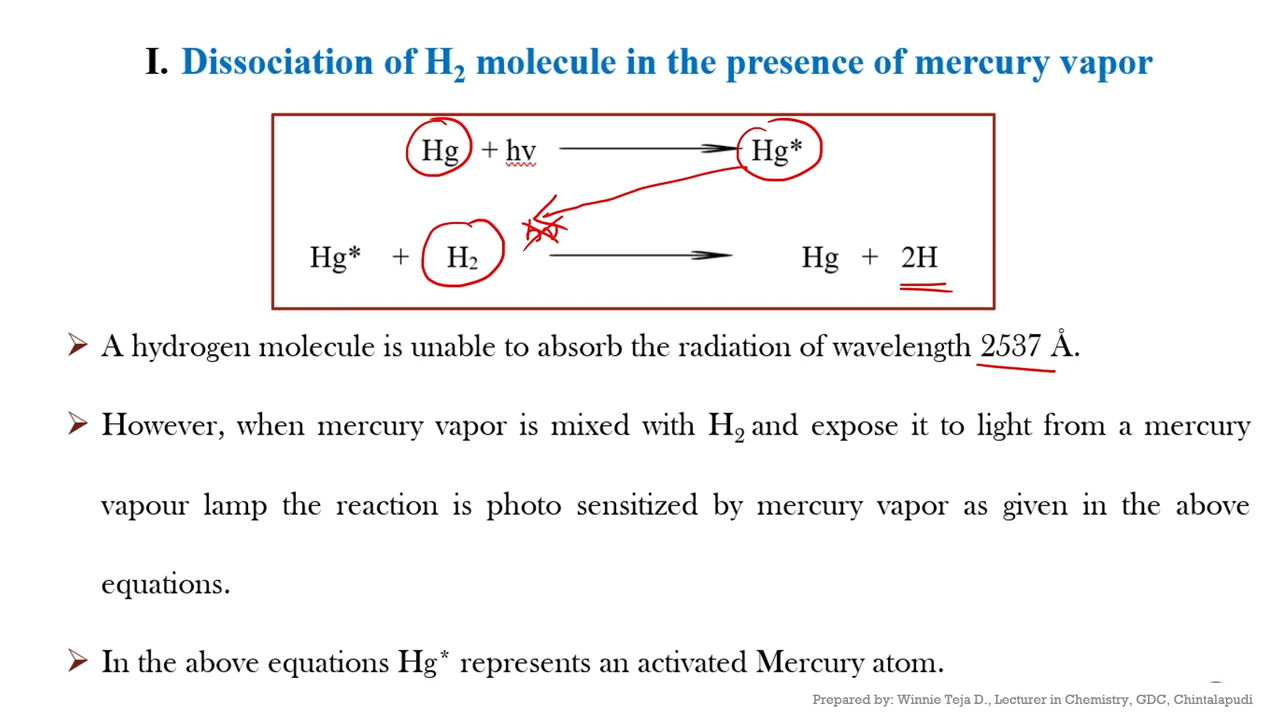 I. Dissociation of H₂ molecule in the presence of mercury vapor
Hg + hv ⟶ Hg*
Hg* + H₂ ⟶ Hg + 2H
➢ A hydrogen molecule is unable to absorb the radiation of wavelength 2537 Å.
➢ However, when mercury vapor is mixed with H₂ and expose it to light from a mercury
vapour lamp the reaction is photo sensitized by mercury vapor as given in the above
equations.
➢ In the above equations Hg* represents an activated Mercury atom.
Prepared by: Winnie Teja D., Lecturer in Chemistry, GDC, Chintalapudi